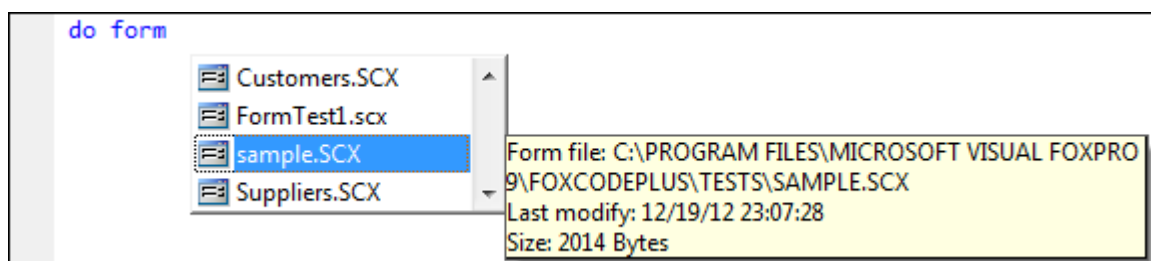 do form
Customers.SCX
FormTest1.scx
sample.SCX
Suppliers.SCX
Form file: C:\PROGRAM FILES\MICROSOFT VISUAL FOXPRO
9\FOXCODEPLUS\TESTS\SAMPLE.SCX
Last modify: 12/19/12 23:07:28
Size: 2014 Bytes